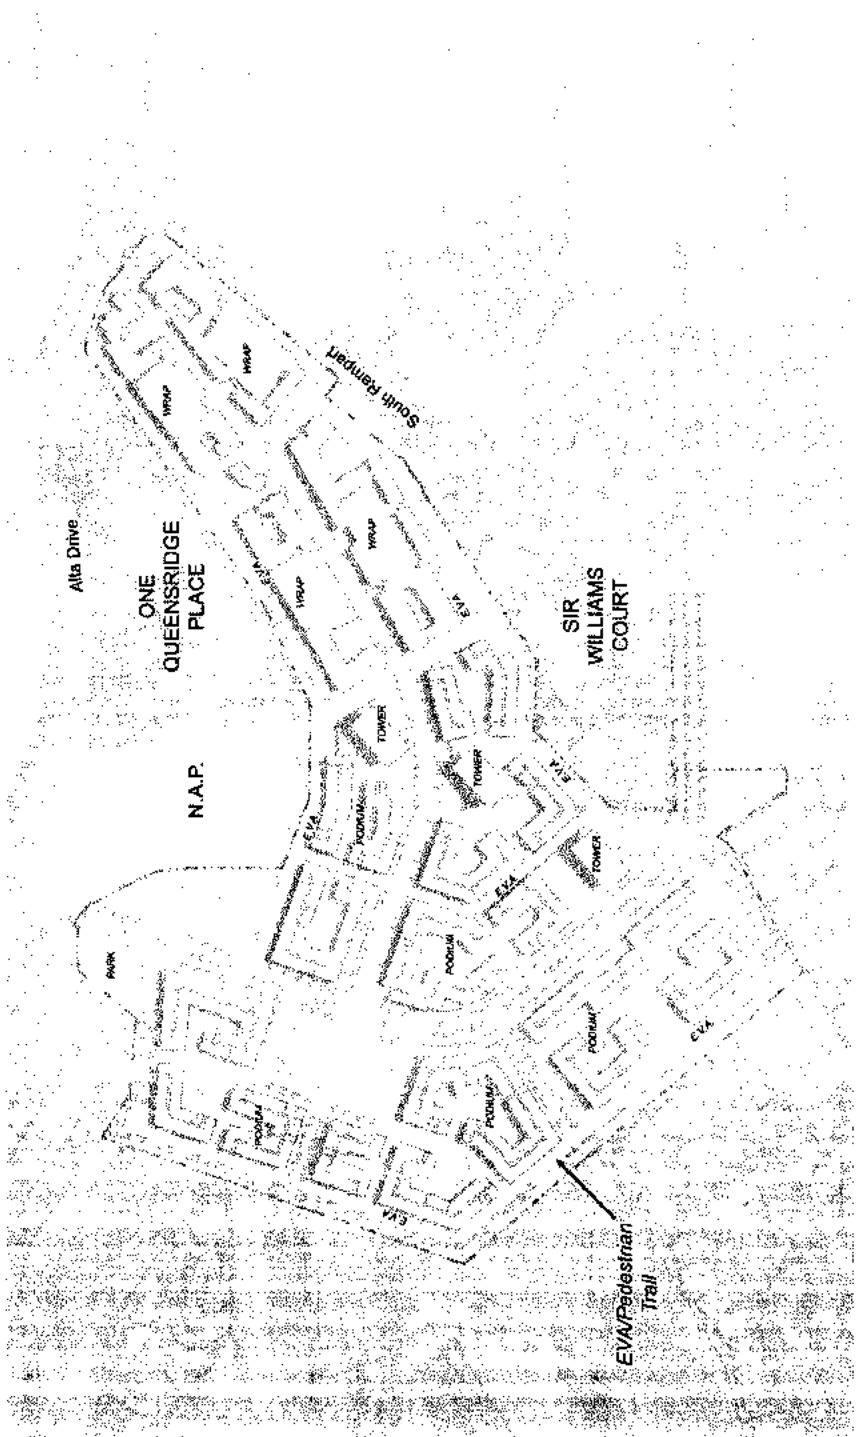 Alta Drive
ONE
QUEENSRIDGE
PLACE
N.A.P.
PARK
WRAP
WRAP
South Rampart
EVA
WRAP
WRAP
EVA
SIR
WILLIAMS
COURT
TOWER
TOWER
EVA
EVA
PODIUM
TOWER
EVA
PODIUM
PODIUM
PODIUM
PODIUM
EVA
EVA
EVA/Pedestrian
Trail